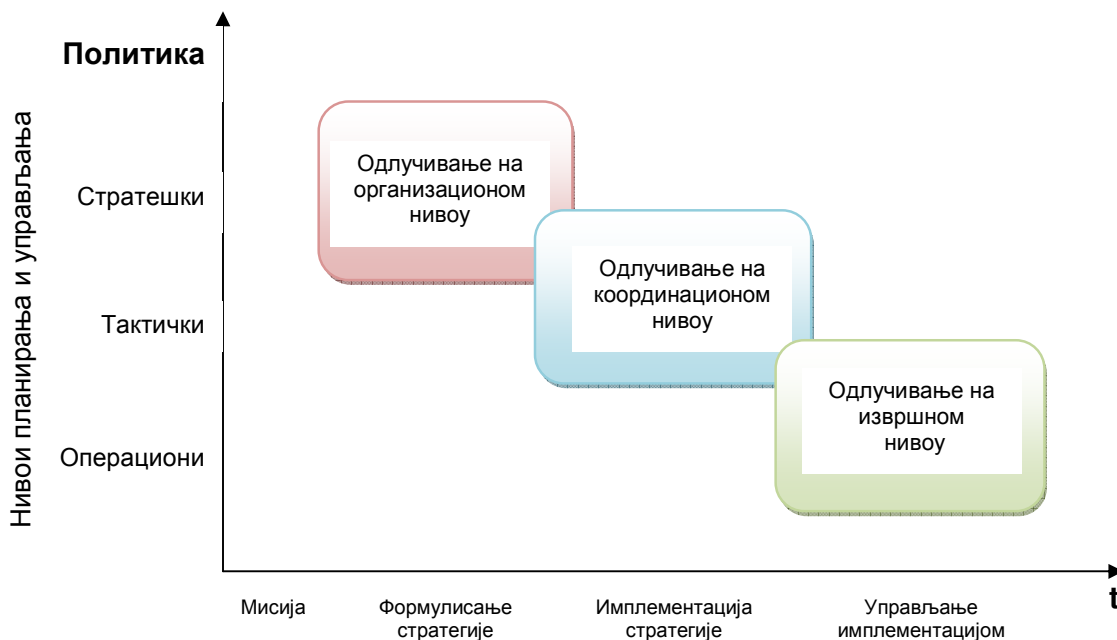 Политика
Нивои планирања и управљања
Стратешки
Тактички
Операциони
Одлучивање на
организационом
нивоу
Одлучивање на
координационом
нивоу
Одлучивање на
извршном
нивоу
t
Мисија
Формулисање
стратегије
Имплементација
стратегије
Управљање
имплементацијом